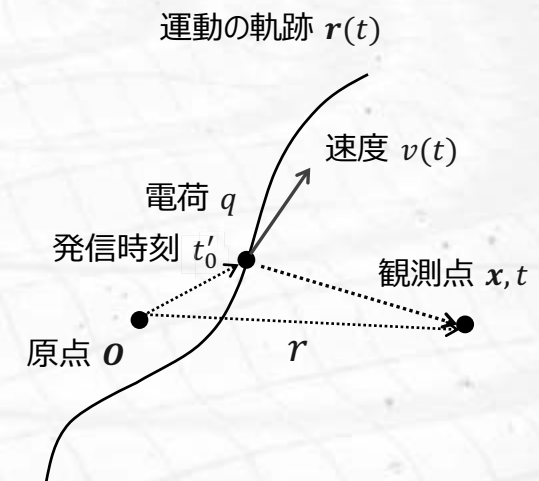 運動の軌跡 r(t)
速度 v(t)
電荷 q
発信時刻 t′₀
観測点 x, t
原点 O
r